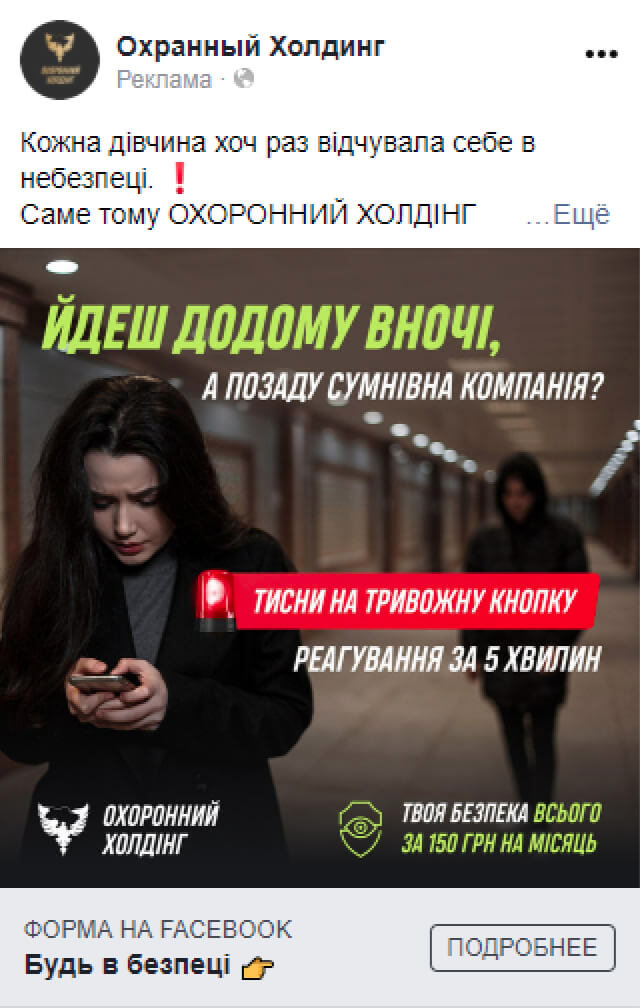 Охранный Холдинг
Реклама ·
Кожна дівчина хоч раз відчувала себе в
небезпеці. ❗
Саме тому ОХОРОННИЙ ХОЛДІНГ ...Ещё
ЙДЕШ ДОДОМУ ВНОЧІ,
А ПОЗАДУ СУМНІВНА КОМПАНІЯ?
ТИСНИ НА ТРИВОЖНУ КНОПКУ
РЕАГУВАННЯ ЗА 5 ХВИЛИН
ОХОРОННИЙ
ХОЛДІНГ
ТВОЯ БЕЗПЕКА ВСЬОГО
ЗА 150 ГРН НА МІСЯЦЬ
ФОРМА НА FACEBOOK
Будь в безпеці 👉
ПОДРОБНЕЕ